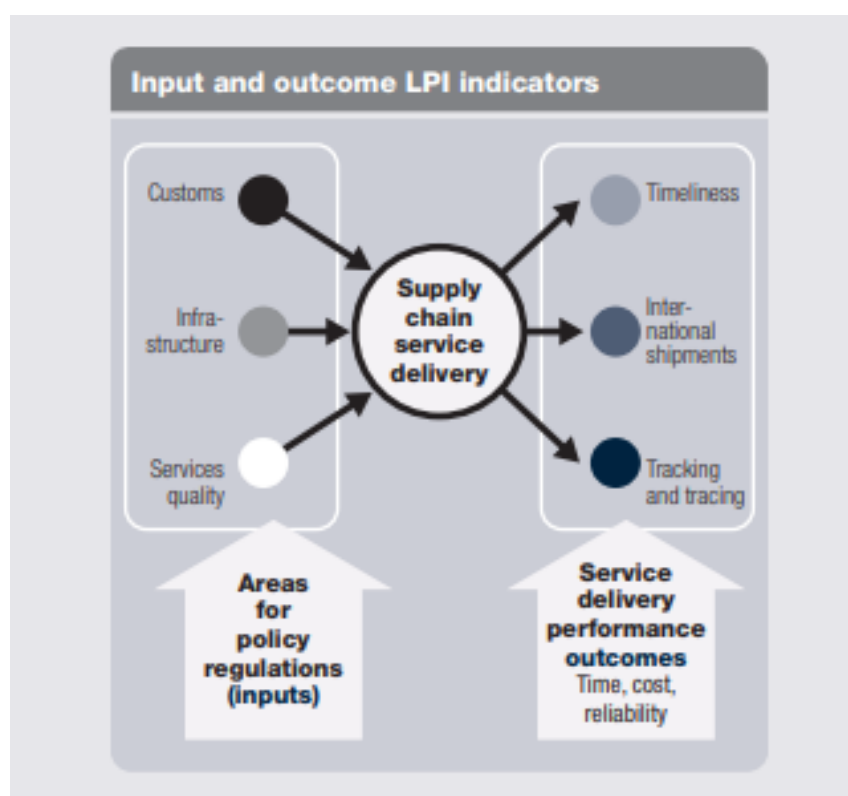 Input and outcome LPI indicators
Customs
Infra-
structure
Services
quality
Supply
chain
service
delivery
Timeliness
Inter-
national
shipments
Tracking
and tracing
Areas
for
policy
regulations
(inputs)
Service
delivery
performance
outcomes
Time, cost,
reliability